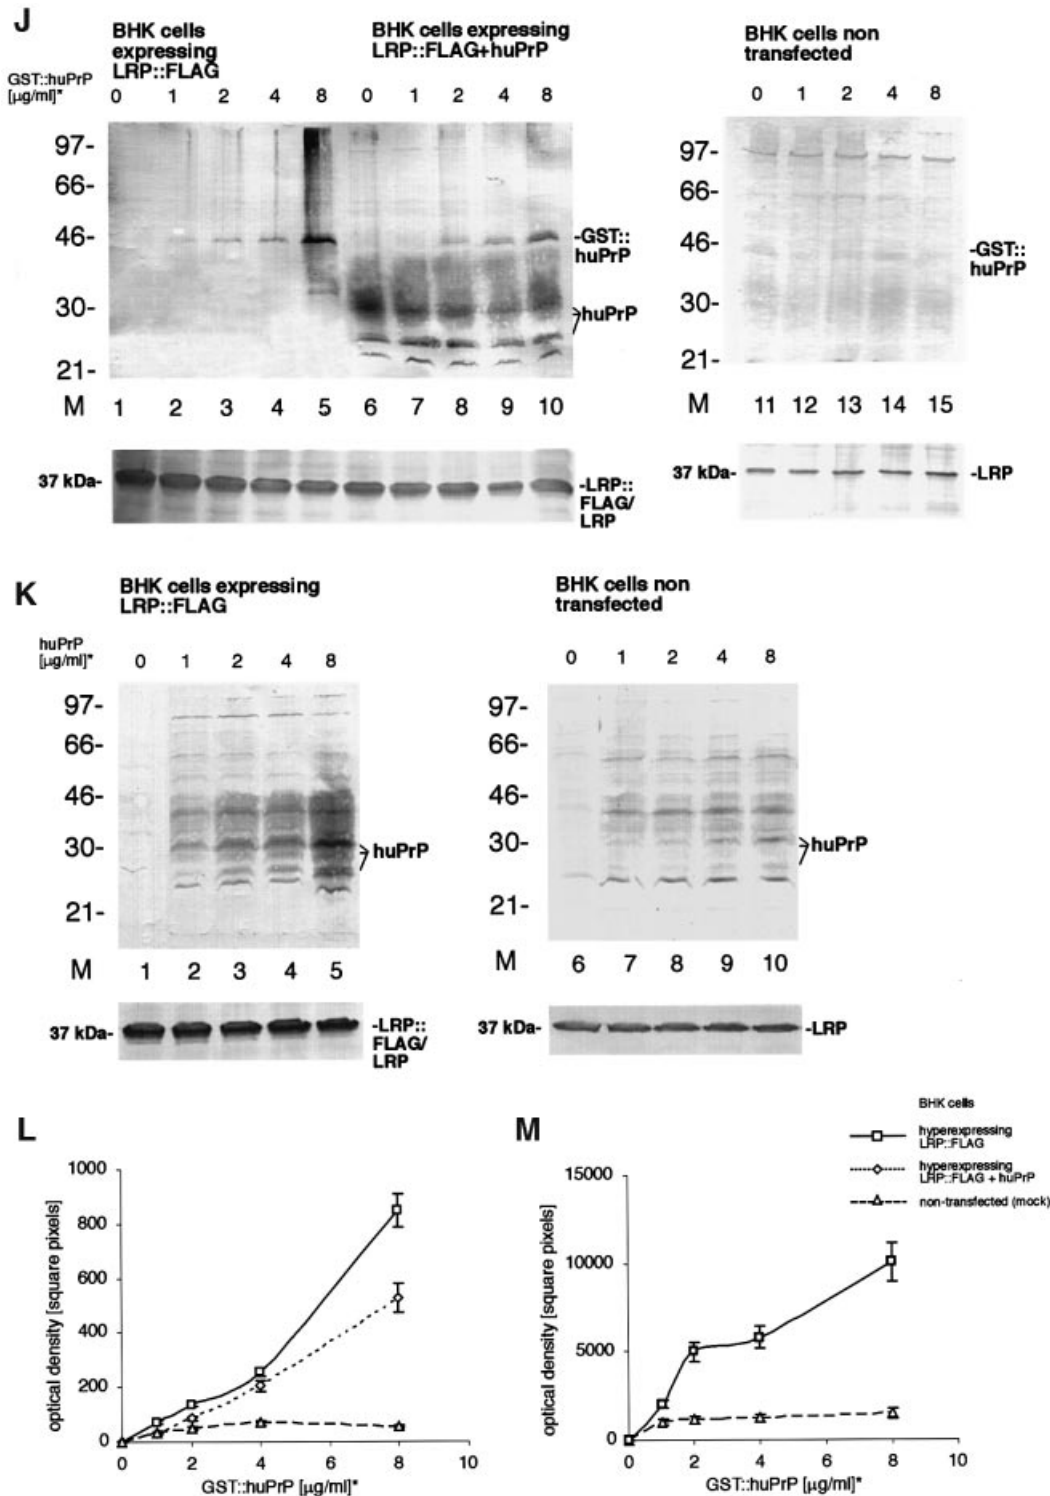 J
BHK cells
expressing
LRP::FLAG
BHK cells expressing
LRP::FLAG+huPrP
BHK cells non
transfected
GST::huPrP
[µg/ml]*
0 1 2 4 8 0 1 2 4 8
0 1 2 4 8
97-
66-
46-
30-
21-
-GST::
huPrP
huPrP
97-
66-
46-
30-
21-
-GST::
huPrP
M 1 2 3 4 5 6 7 8 9 10
M 11 12 13 14 15
37 kDa-
-LRP::
FLAG/
LRP
37 kDa-
-LRP
K
BHK cells expressing
LRP::FLAG
BHK cells non
transfected
huPrP
[µg/ml]*
0 1 2 4 8
0 1 2 4 8
97-
66-
46-
30-
21-
huPrP
97-
66-
46-
30-
21-
huPrP
M 1 2 3 4 5
M 6 7 8 9 10
37 kDa-
-LRP::
FLAG/
LRP
37 kDa-
-LRP
L
optical density [square pixels]
1000
800
600
400
200
0
0 2 4 6 8 10
GST::huPrP [µg/ml]*
M
BHK cells
hyperexpressing
LRP::FLAG
hyperexpressing
LRP::FLAG + huPrP
non-transfected (mock)
optical density [square pixels]
15000
10000
5000
0
0 2 4 6 8 10
GST::huPrP [µg/ml]*